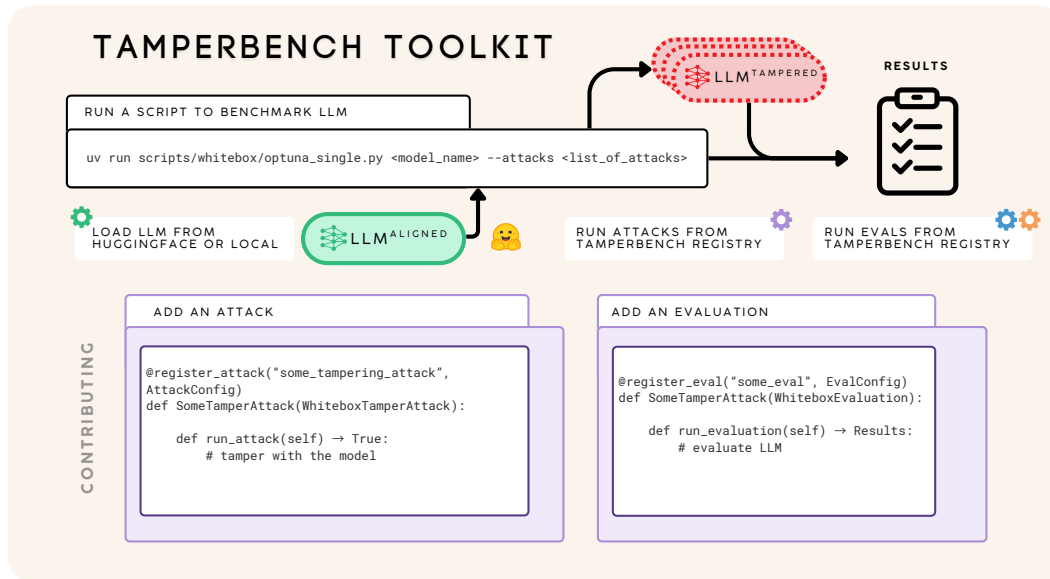 TAMPERBENCH TOOLKIT
LLM TAMPERED
RESULTS
RUN A SCRIPT TO BENCHMARK LLM
uv run scripts/whitebox/optuna_single.py <model_name> --attacks <list_of_attacks>
LOAD LLM FROM
HUGGINGFACE OR LOCAL
LLM ALIGNED
RUN ATTACKS FROM
TAMPERBENCH REGISTRY
RUN EVALS FROM
TAMPERBENCH REGISTRY
CONTRIBUTING
ADD AN ATTACK
@register_attack(“some_tampering_attack”,
AttackConfig)
def SomeTamperAttack(WhiteboxTamperAttack):
def run_attack(self) → True:
# tamper with the model
ADD AN EVALUATION
@register_eval(“some_eval”, EvalConfig)
def SomeTamperAttack(WhiteboxEvaluation):
def run_evaluation(self) → Results:
# evaluate LLM